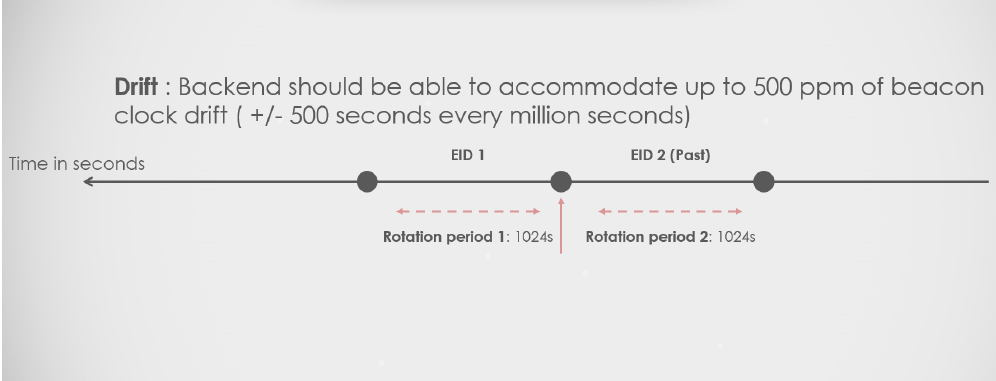 Drift : Backend should be able to accommodate up to 500 ppm of beacon
clock drift ( +/- 500 seconds every million seconds)
Time in seconds
EID 1
EID 2 (Past)
Rotation period 1: 1024s
Rotation period 2: 1024s